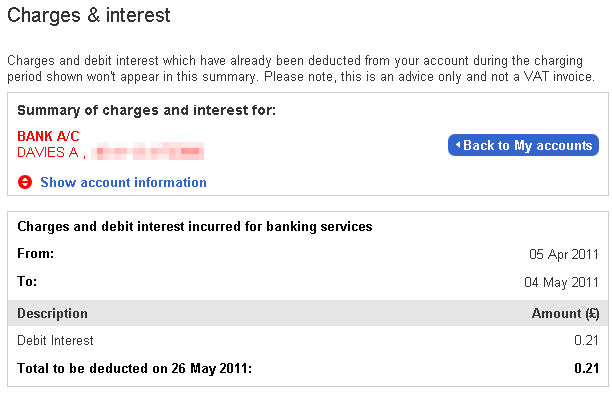 Charges & interest
Charges and debit interest which have already been deducted from your account during the charging
period shown won't appear in this summary. Please note, this is an advice only and not a VAT invoice.
Summary of charges and interest for:
BANK A/C
DAVIES A ,
Back to My accounts
Show account information
Charges and debit interest incurred for banking services
From: 05 Apr 2011
To: 04 May 2011
Description Amount (£)
Debit Interest 0.21
Total to be deducted on 26 May 2011: 0.21